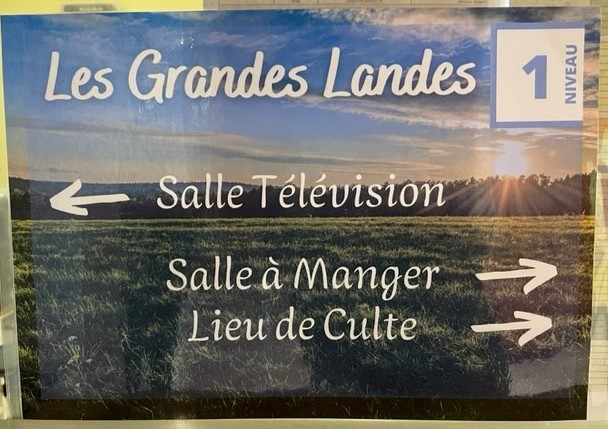 Les Grandes Landes
1
NIVEAU
Salle Télévision
Salle à Manger
Lieu de Culte